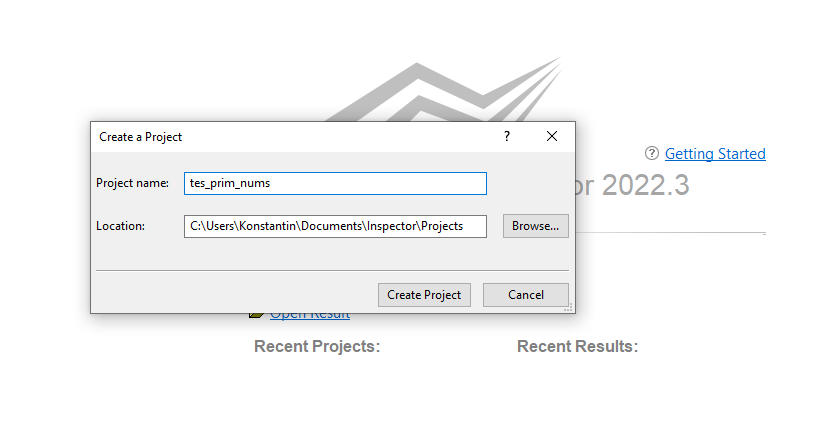 Create a Project
?
Getting Started
Project name: tes_prim_nums
or 2022.3
Location: C:\Users\Konstantin\Documents\Inspector\Projects Browse...
Create Project Cancel
Open Result
Recent Projects: Recent Results: